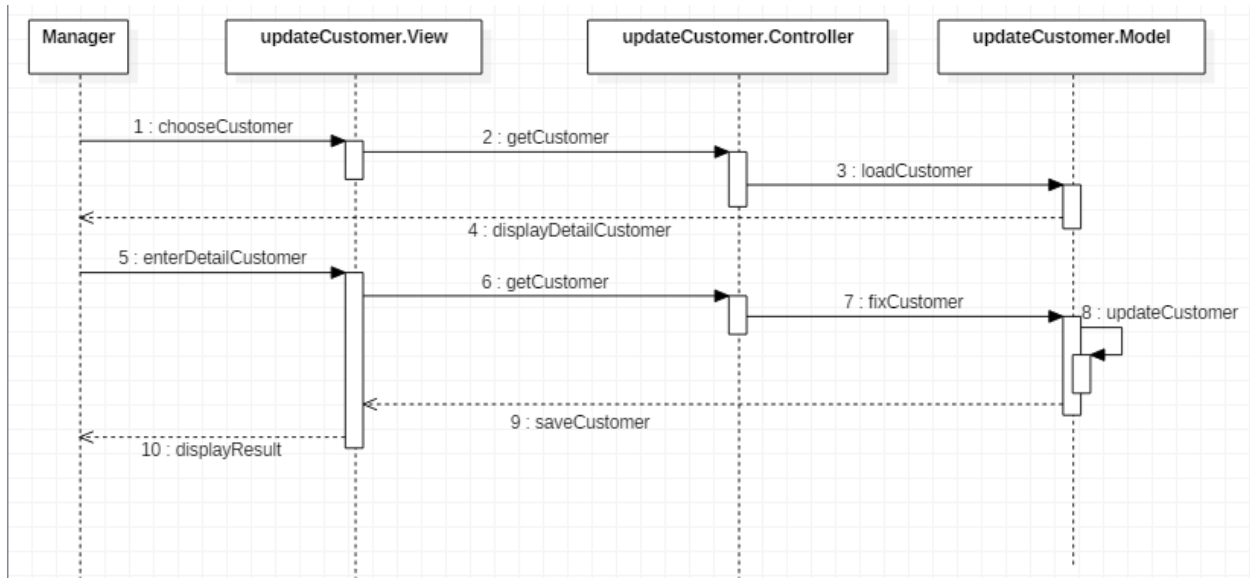 Manager
updateCustomer.View
updateCustomer.Controller
updateCustomer.Model
1 : chooseCustomer
2 : getCustomer
3 : loadCustomer
4 : displayDetailCustomer
5 : enterDetailCustomer
6 : getCustomer
7 : fixCustomer
8 : updateCustomer
9 : saveCustomer
10 : displayResult